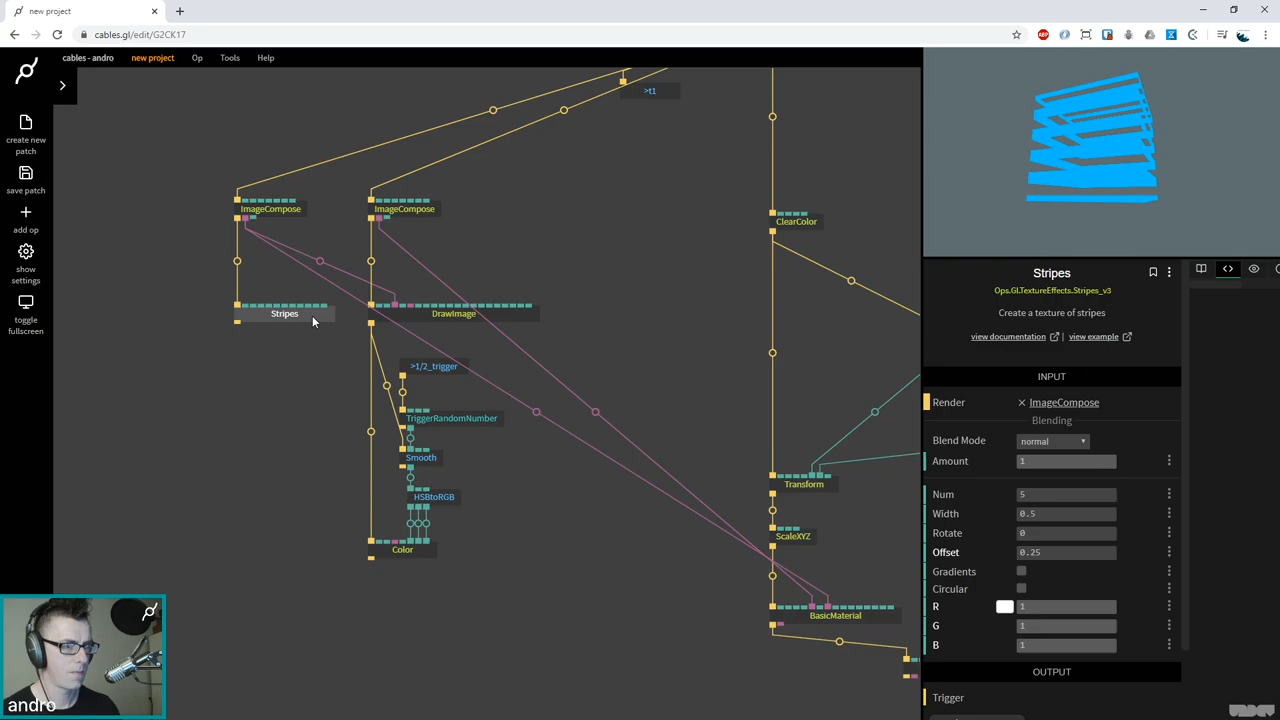 new project
cables.gl/edit/G2CK17
cables - andro
new project
Op
Tools
Help
create new
patch
save patch
add op
show
settings
toggle
fullscreen
>t1
ImageCompose
ImageCompose
ClearColor
Stripes
DrawImage
>1/2_trigger
TriggerRandomNumber
Smooth
HSBtoRGB
Color
Transform
ScaleXYZ
BasicMaterial
andro
Stripes
Ops.Gl.TextureEffects.Stripes_v3
Create a texture of stripes
view documentation
view example
INPUT
Render
× ImageCompose
Blending
Blend Mode
normal
Amount
1
Num
5
Width
0.5
Rotate
0
Offset
0.25
Gradients
Circular
R
1
G
1
B
1
OUTPUT
Trigger